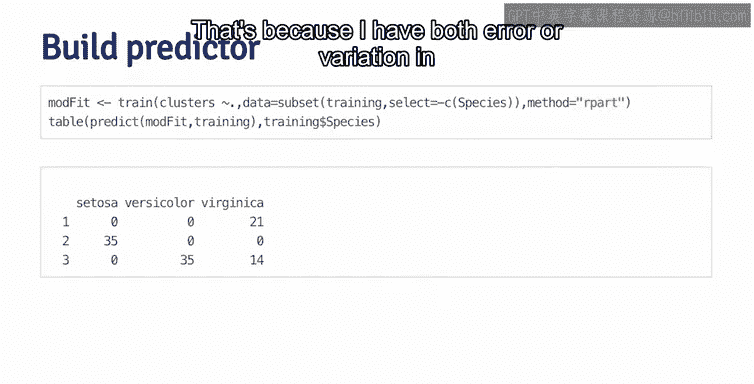 That's because I have both error or
variation in
Build predictor
modFit <- train(clusters ~.,data=subset(training,select=-c(Species)),method="rpart")
table(predict(modFit,training),training$Species)
setosa versicolor virginica
1 0 0 21
2 35 0 0
3 0 35 14